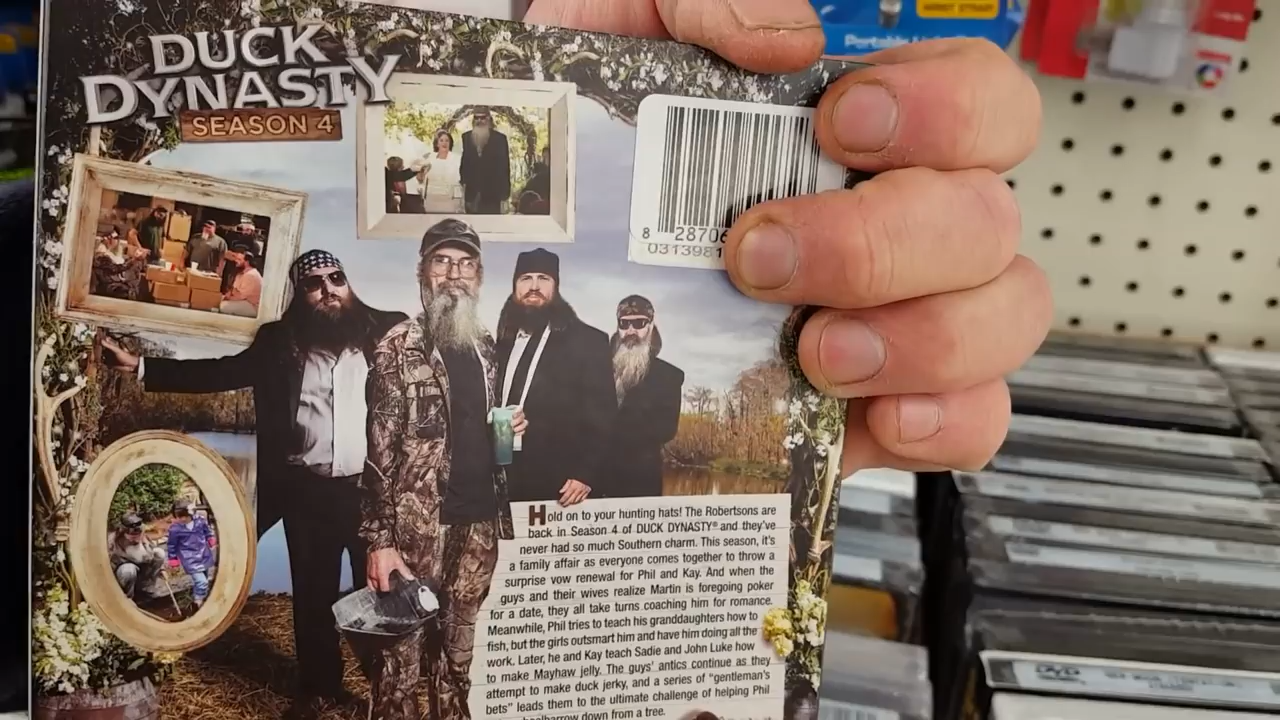 DUCK
DYNASTY
SEASON 4
8 28706
0313981
Hold on to your hunting hats! The Robertsons are
back in Season 4 of DUCK DYNASTY® and they've
never had so much Southern charm. This season, it's
a family affair as everyone comes together to throw a
surprise vow renewal for Phil and Kay. And when the
guys and their wives realize Martin is foregoing poker
for a date, they all take turns coaching him for romance.
Meanwhile, Phil tries to teach his granddaughters how to
fish, but the girls outsmart him and have him doing all the
work. Later, he and Kay teach Sadie and John Luke how
to make Mayhaw jelly. The guys' antics continue as they
attempt to make duck jerky, and a series of "gentleman's
bets" leads them to the ultimate challenge of helping Phil
down from a tree.
DVD